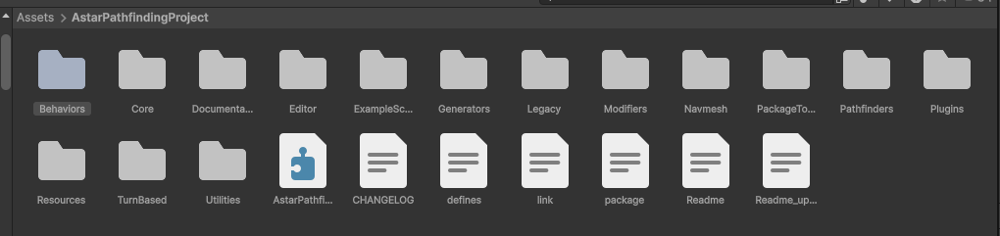 Assets > AstarPathfindingProject
Behaviors Core Documenta... Editor ExampleSc... Generators Legacy Modifiers Navmesh PackageTo... Pathfinders Plugins
Resources TurnBased Utilities AstarPathfi... CHANGELOG defines link package Readme Readme_up...